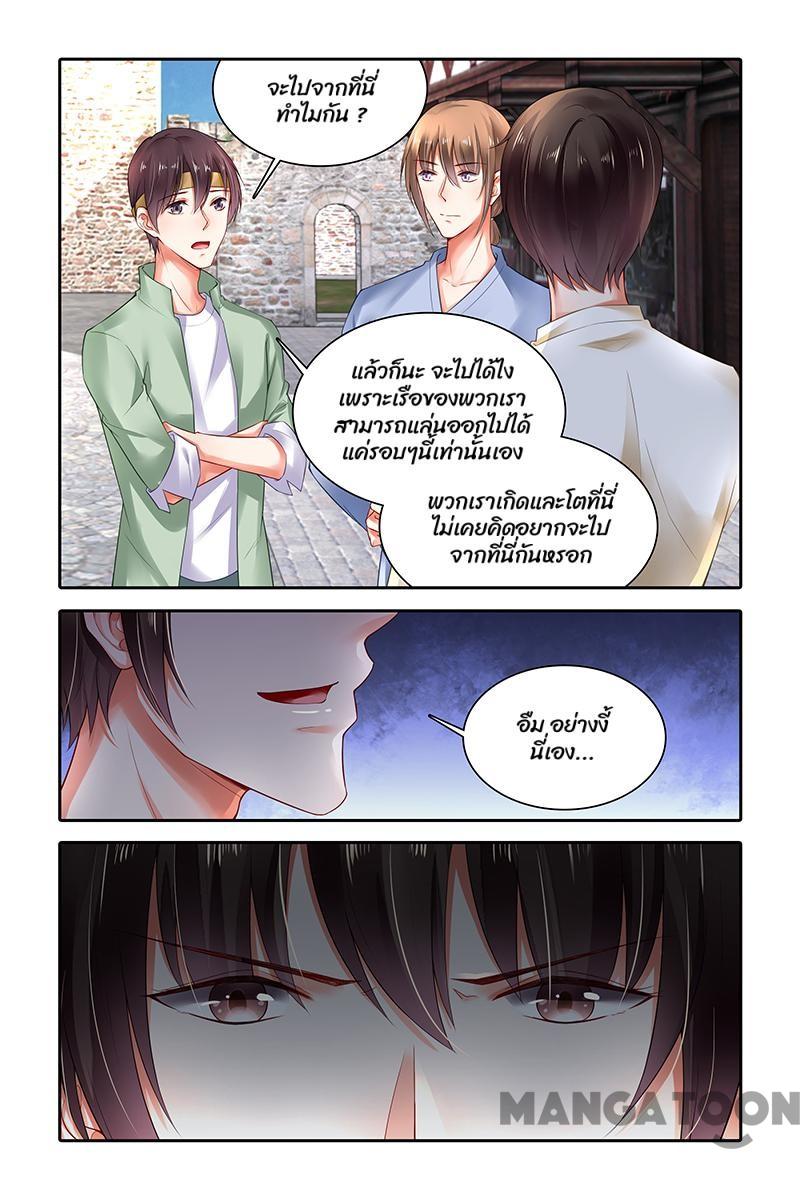 จะไปจากที่นี่
ทำไมกัน ?
แล้วก็นะ จะไปได้ไง
เพราะเรือของพวกเรา
สามารถแล่นออกไปได้
แค่รอบๆนี้เท่านั้นเอง
พวกเราเกิดและโตที่นี่
ไม่เคยคิดอยากจะไป
จากที่นี่กันหรอก
อืม อย่างงี้
นี่เอง...
MANGATOON